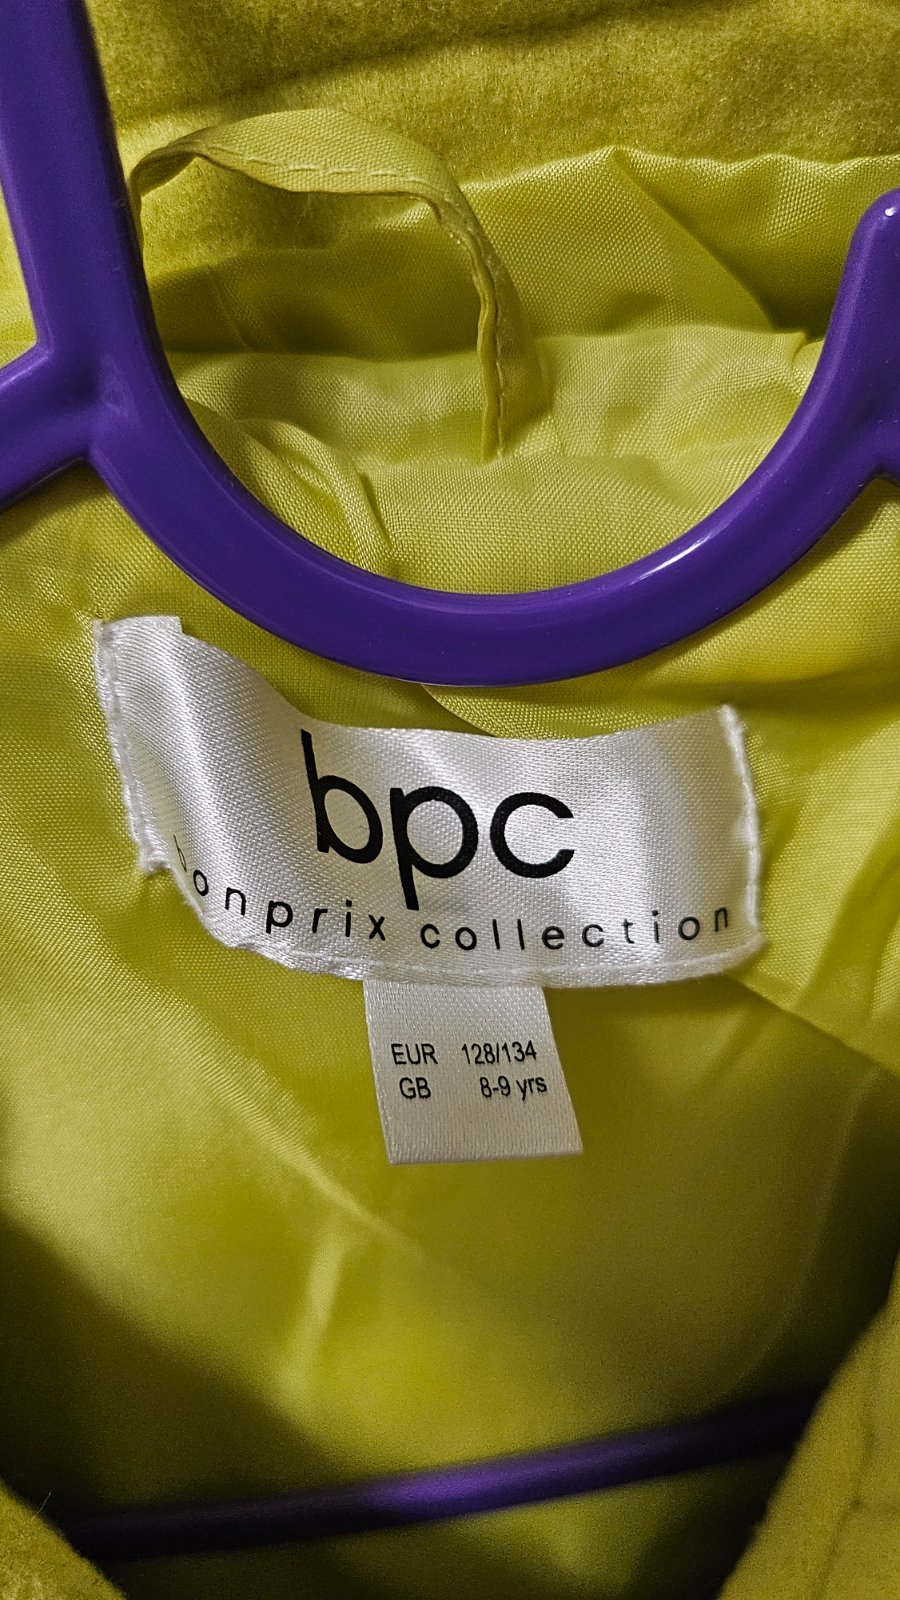 bpc
bonprix collection
EUR 128/134
GB 8-9 yrs